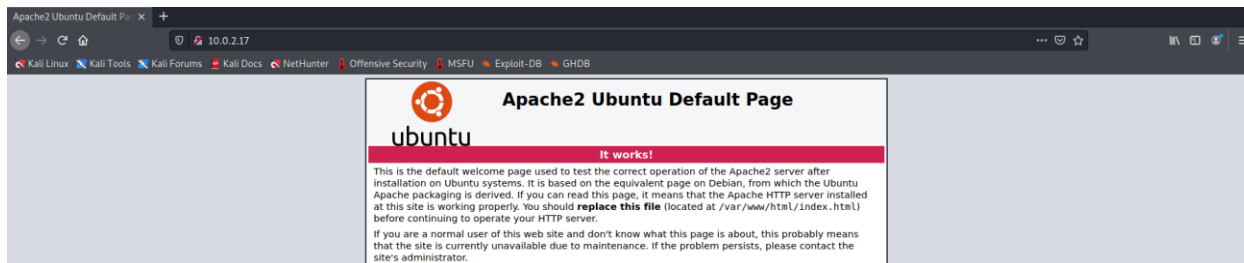 Apache2 Ubuntu Default Pa
10.0.2.17
Kali Linux Kali Tools Kali Forums Kali Docs NetHunter Offensive Security MSFU Exploit-DB GHDB
Apache2 Ubuntu Default Page
ubuntu
It works!
This is the default welcome page used to test the correct operation of the Apache2 server after
installation on Ubuntu systems. It is based on the equivalent page on Debian, from which the Ubuntu
Apache packaging is derived. If you can read this page, it means that the Apache HTTP server installed
at this site is working properly. You should replace this file (located at /var/www/html/index.html)
before continuing to operate your HTTP server.
If you are a normal user of this web site and don't know what this page is about, this probably means
that the site is currently unavailable due to maintenance. If the problem persists, please contact the
site's administrator.